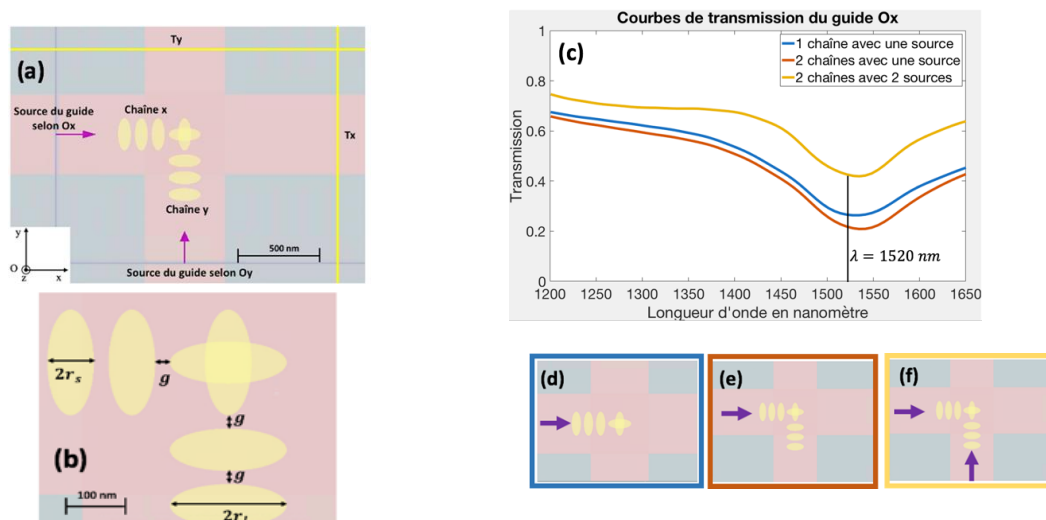 Ty
(a)
Source du guide
selon Ox
Chaîne x
Tx
Chaîne y
500 nm
y
O
z
x
Source du guide selon Oy
2rₛ
g
g
g
(b)
100 nm
Courbes de transmission du guide Ox
(c)
1 chaîne avec une source
2 chaînes avec une source
2 chaînes avec 2 sources
Transmission
1
0.8
0.6
0.4
0.2
0
λ = 1520 nm
1200 1250 1300 1350 1400 1450 1500 1550 1600 1650
Longueur d'onde en nanomètre
(d)
(e)
(f)